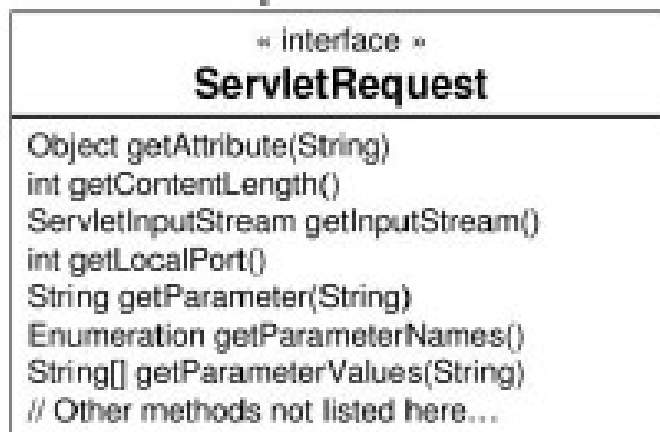 « interface »
ServletRequest
Object getAttribute(String)
int getContentLength()
ServletInputStream getInputStream()
int getLocalPort()
String getParameter(String)
Enumeration getParameterNames()
String[] getParameterValues(String)
// Other methods not listed here...